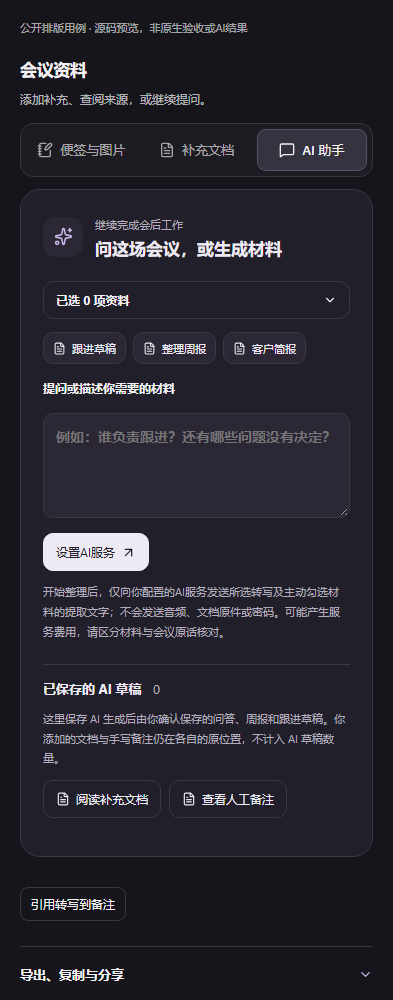 公开排版用例 · 源码预览，非原生验收或AI结果
会议资料
添加补充、查阅来源，或继续提问。
便签与图片
补充文档
AI 助手
继续完成会后工作
问这场会议，或生成材料
已选 0 项资料
跟进草稿
整理周报
客户简报
提问或描述你需要的材料
例如：谁负责跟进？还有哪些问题没有决定？
设置AI服务
开始整理后，仅向你配置的AI服务发送所选转写及主动勾选材
料的提取文字；不会发送音频、文档原件或密码。可能产生服
务费用，请区分材料与会议原话核对。
已保存的 AI 草稿 0
这里保存 AI 生成后由你确认保存的问答、周报和跟进草稿。你
添加的文档与手写备注仍在各自的原位置，不计入 AI 草稿数
量。
阅读补充文档
查看人工备注
引用转写到备注
导出、复制与分享